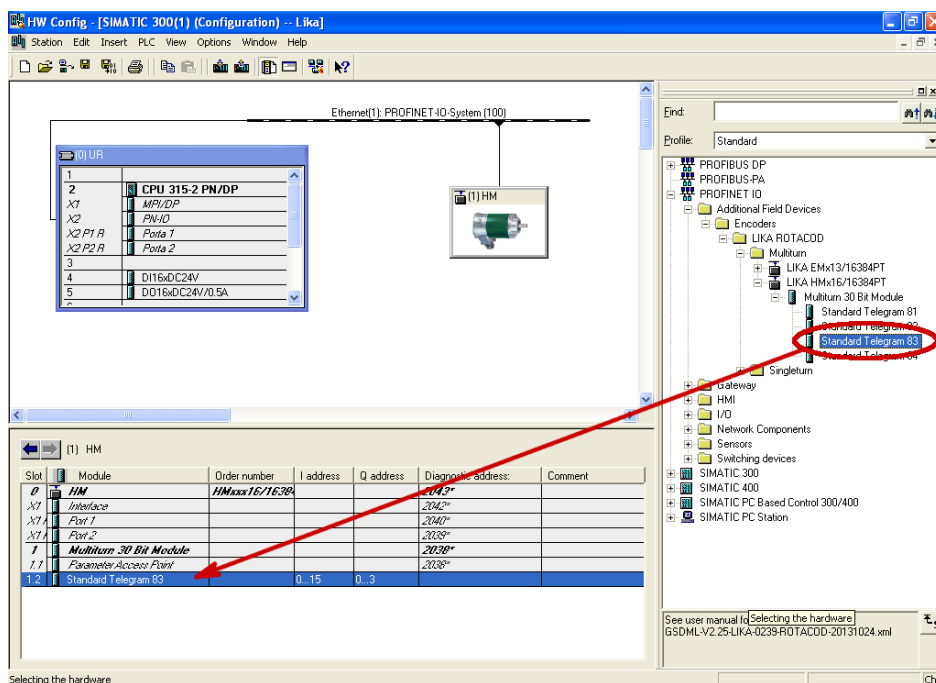 HW Config - [SIMATIC 300(1) (Configuration) -- Lika]
Station Edit Insert PLC View Options Window Help
Ethernet(1): PROFINET-IO-System (100)
(0) UR
1
2 CPU 315-2 PN/DP
X1 MPI/DP
X2 PN-IO
X2 P1 R Porta 1
X2 P2 R Porta 2
3
4 DI16xDC24V
5 DO16xDC24V/0.5A
(1) HM
Find:
Profile: Standard
PROFIBUS DP
PROFIBUS-PA
PROFINET IO
Additional Field Devices
Encoders
LIKA ROTACOD
Multiturn
LIKA EMx13/16384PT
LIKA HMx16/16384PT
Multiturn 30 Bit Module
Standard Telegram 81
Standard Telegram
Standard Telegram 83
Standard Telegram 84
Singleturn
Gateway
HMI
I/O
Network Components
Sensors
Switching devices
SIMATIC 300
SIMATIC 400
SIMATIC PC Based Control 300/400
SIMATIC PC Station
(1) HM
Slot Module Order number I address Q address Diagnostic address: Comment
0 HM HMxxx16/1638 2043*
X1 Interface 2042*
X1 Port 1 2040*
X1 Port 2 2039*
1 Multiturn 30 Bit Module 2038*
1.1 Parameter Access Point 2038*
1.2 Standard Telegram 83 0...15 0...3
See user manual fo Selecting the hardware
GSDML-V2.25-LIKA-0239-ROTACOD-20131024.xml
Selecting the hardware Ch